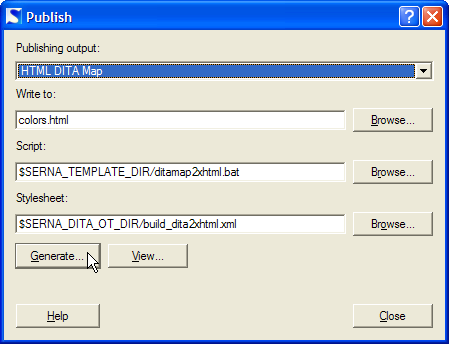 Publish
Publishing output:
HTML DITA Map
Write to:
colors.html Browse...
Script:
$SERNA_TEMPLATE_DIR/ditamap2xhtml.bat Browse...
Stylesheet:
$SERNA_DITA_OT_DIR/build_dita2xhtml.xml Browse...
Generate... View...
Help Close